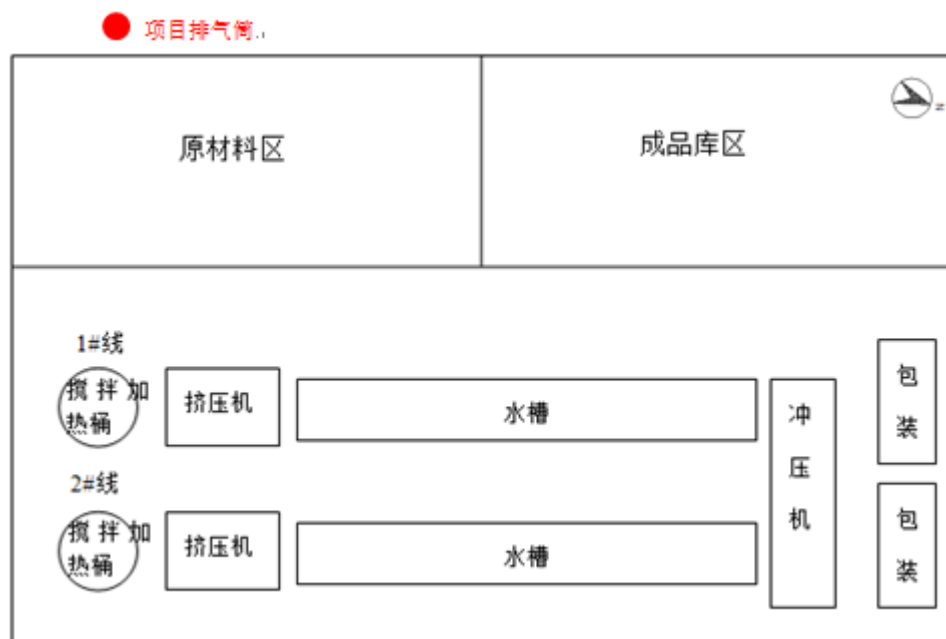 项目排气筒
N
原材料区
成品库区
1#线
搅拌加
热桶
挤压机
水槽
冲
压
机
包
装
2#线
搅拌加
热桶
挤压机
水槽
包
装